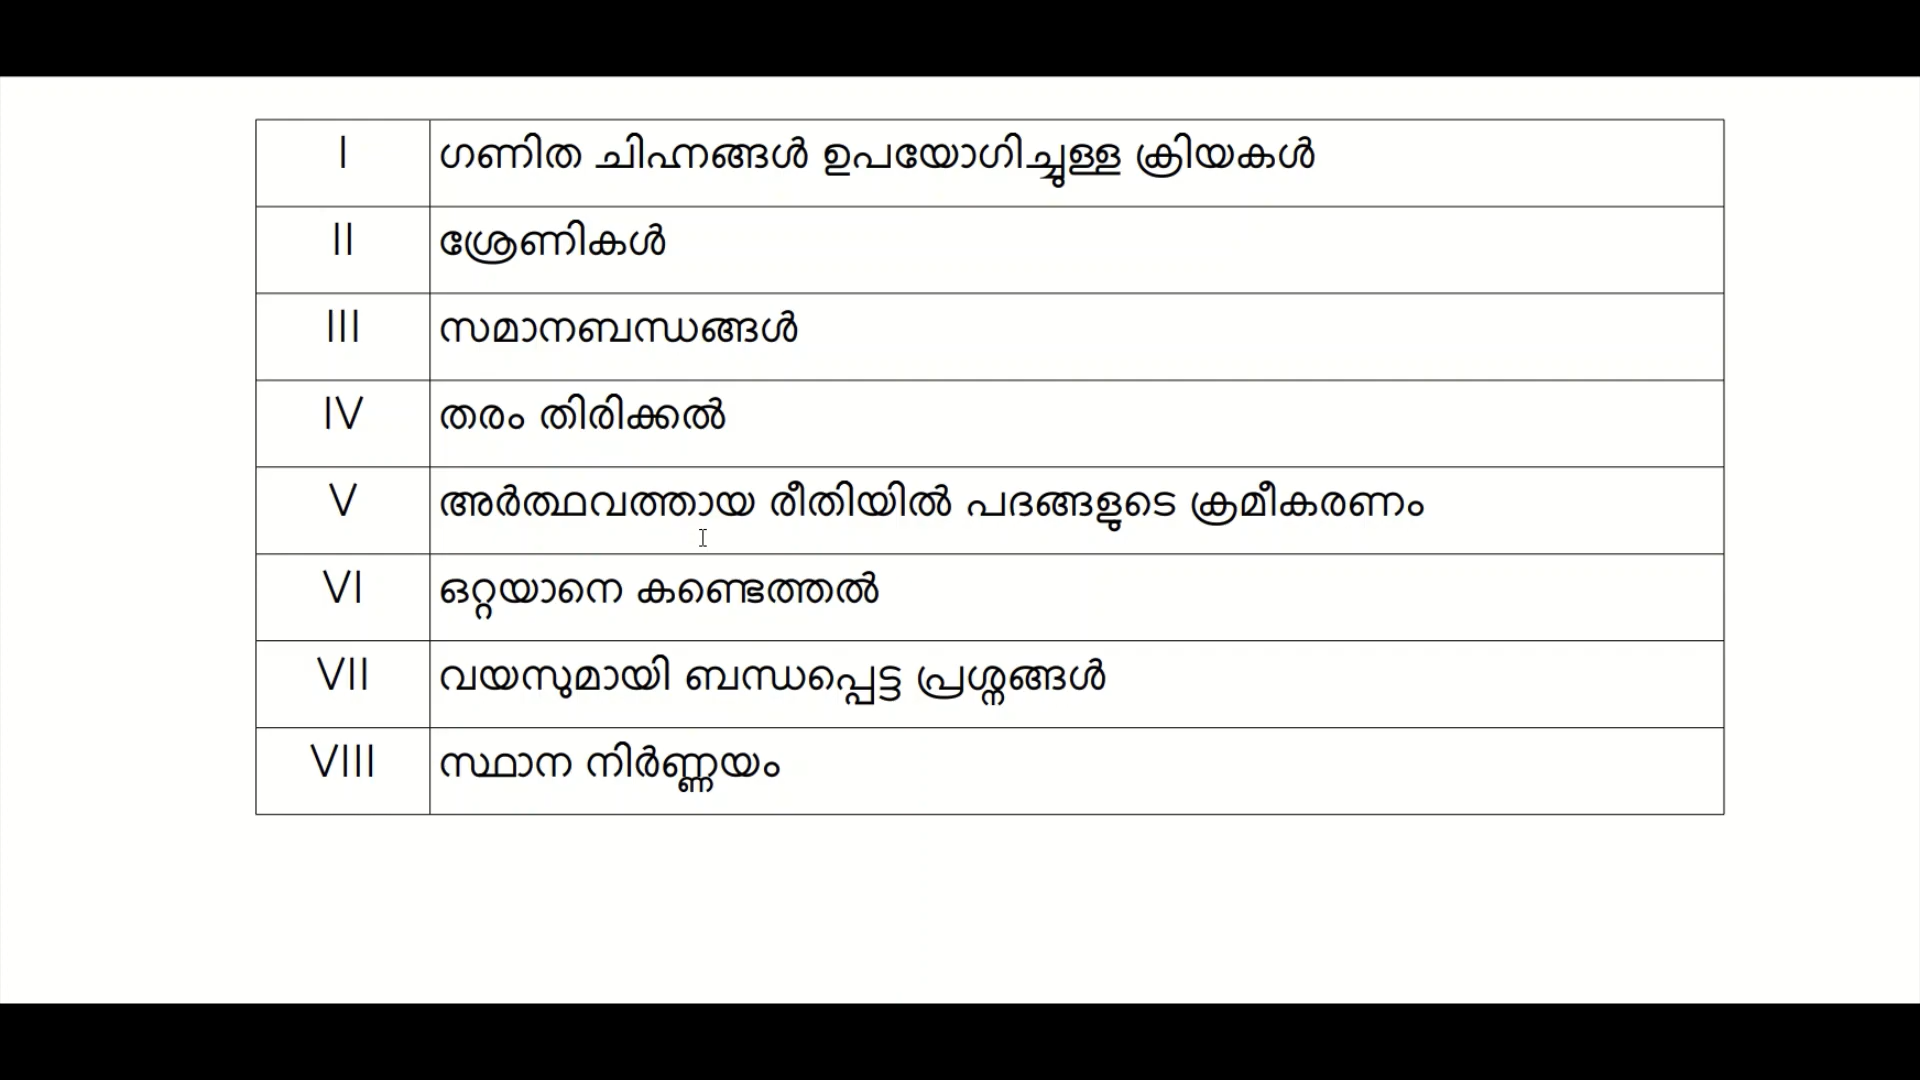 I ഗണിത ചിഹ്നങ്ങൾ ഉപയോഗിച്ചുള്ള ക്രിയകൾ
II ശ്രേണികൾ
III സമാനബന്ധങ്ങൾ
IV തരം തിരിക്കൽ
V അർത്ഥവത്തായ രീതിയിൽ പദങ്ങളുടെ ക്രമീകരണം
VI ഒറ്റയാനെ കണ്ടെത്തൽ
VII വയസുമായി ബന്ധപ്പെട്ട പ്രശ്നങ്ങൾ
VIII സ്ഥാന നിർണ്ണയം